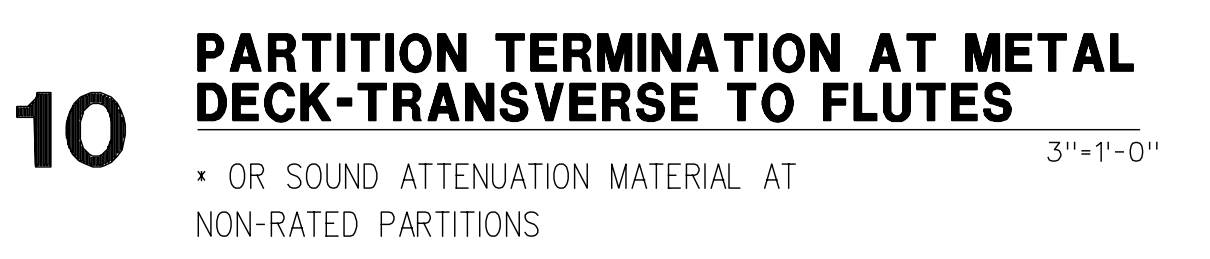 10
PARTITION TERMINATION AT METAL
DECK-TRANSVERSE TO FLUTES
3"=1'-0"
* OR SOUND ATTENUATION MATERIAL AT
NON-RATED PARTITIONS